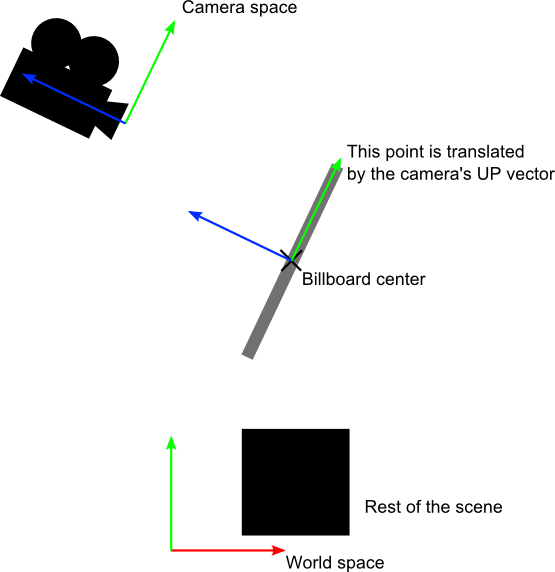 Camera space
This point is translated
by the camera's UP vector
Billboard center
Rest of the scene
World space